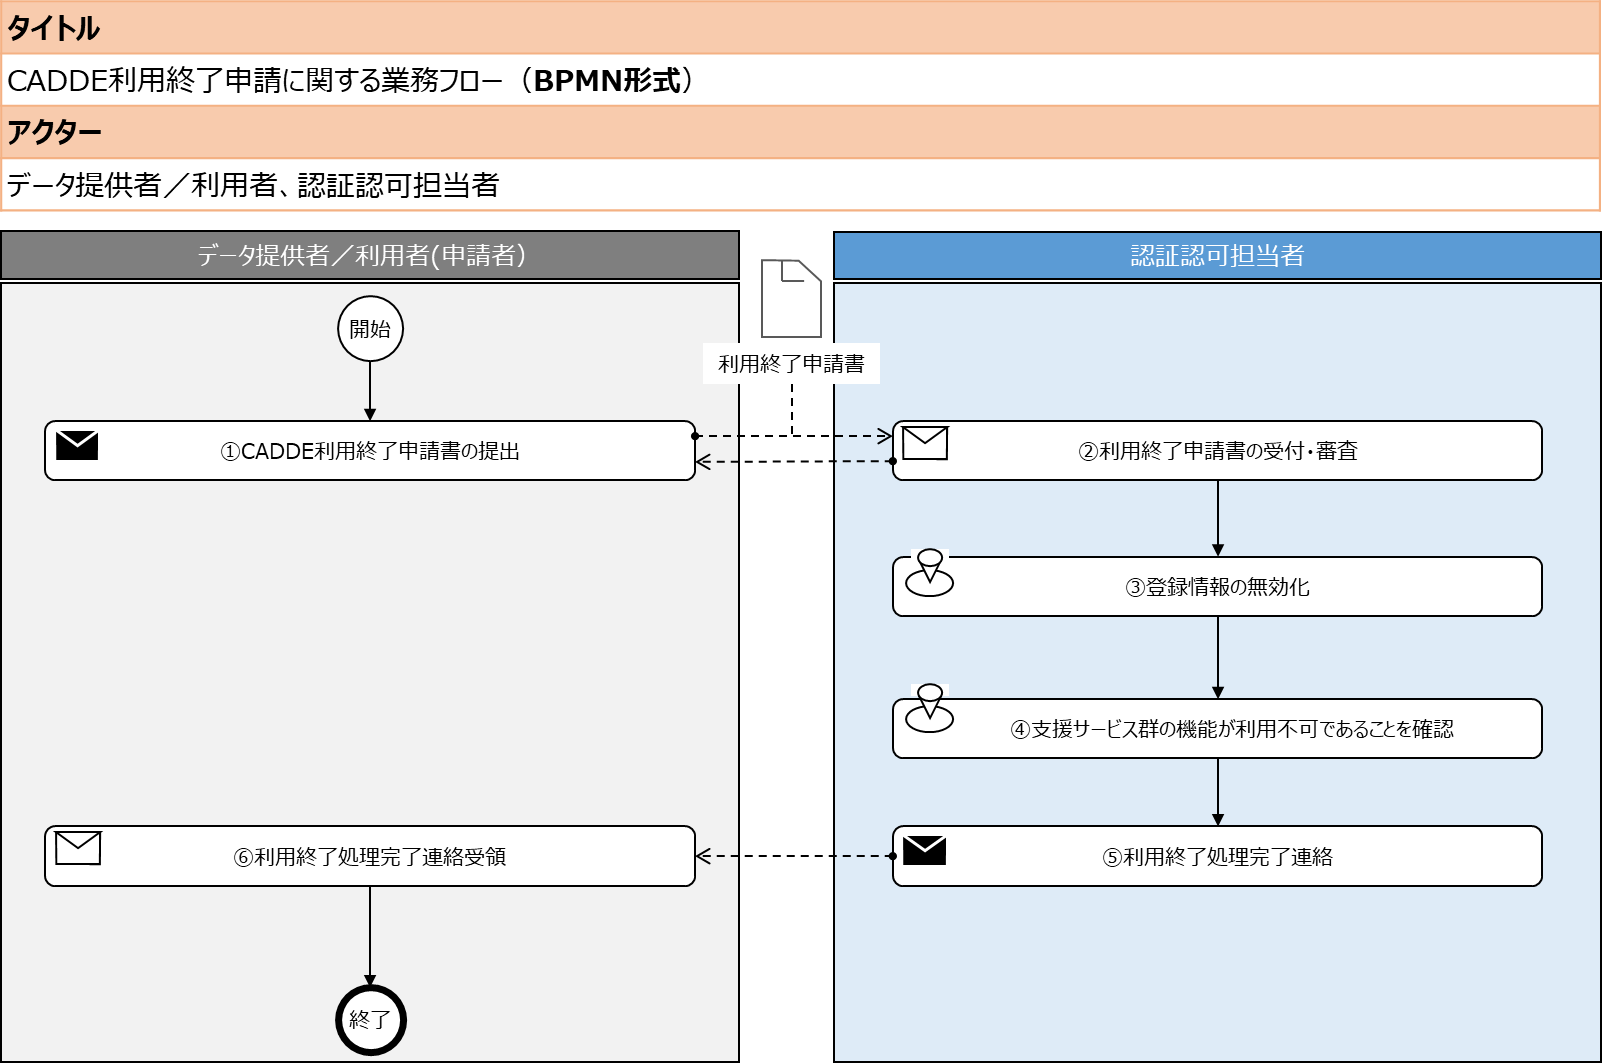 タイトル
CADDE利用終了申請に関する業務フロー（BPMN形式）
アクター
データ提供者／利用者、認証認可担当者
データ提供者／利用者(申請者)
認証認可担当者
開始
利用終了申請書
①CADDE利用終了申請書の提出
②利用終了申請書の受付・審査
③登録情報の無効化
④支援サービス群の機能が利用不可であることを確認
⑥利用終了処理完了連絡受領
⑤利用終了処理完了連絡
終了